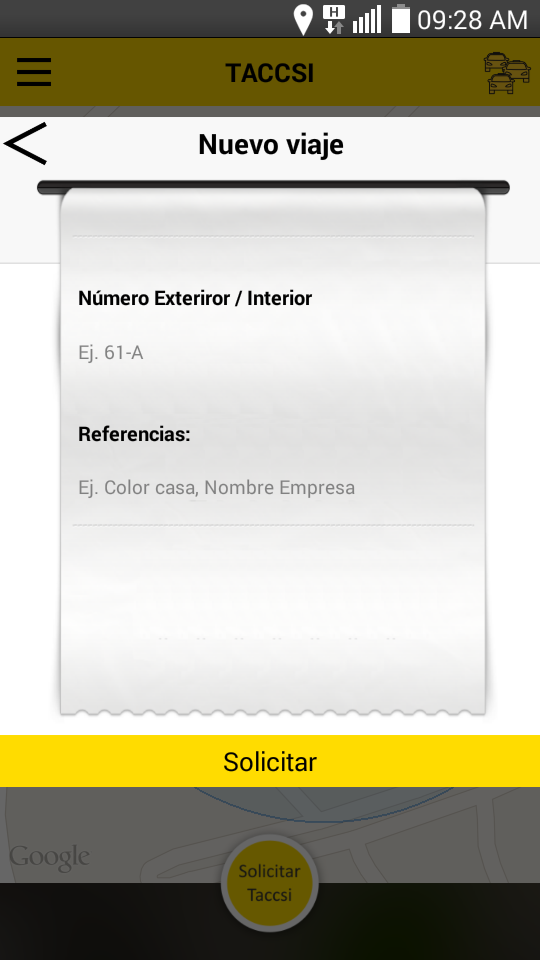 H
09:28 AM
TACCSI
Nuevo viaje
Número Exteriror / Interior
Ej. 61-A
Referencias:
Ej. Color casa, Nombre Empresa
Solicitar
Google
Solicitar
Taccsi